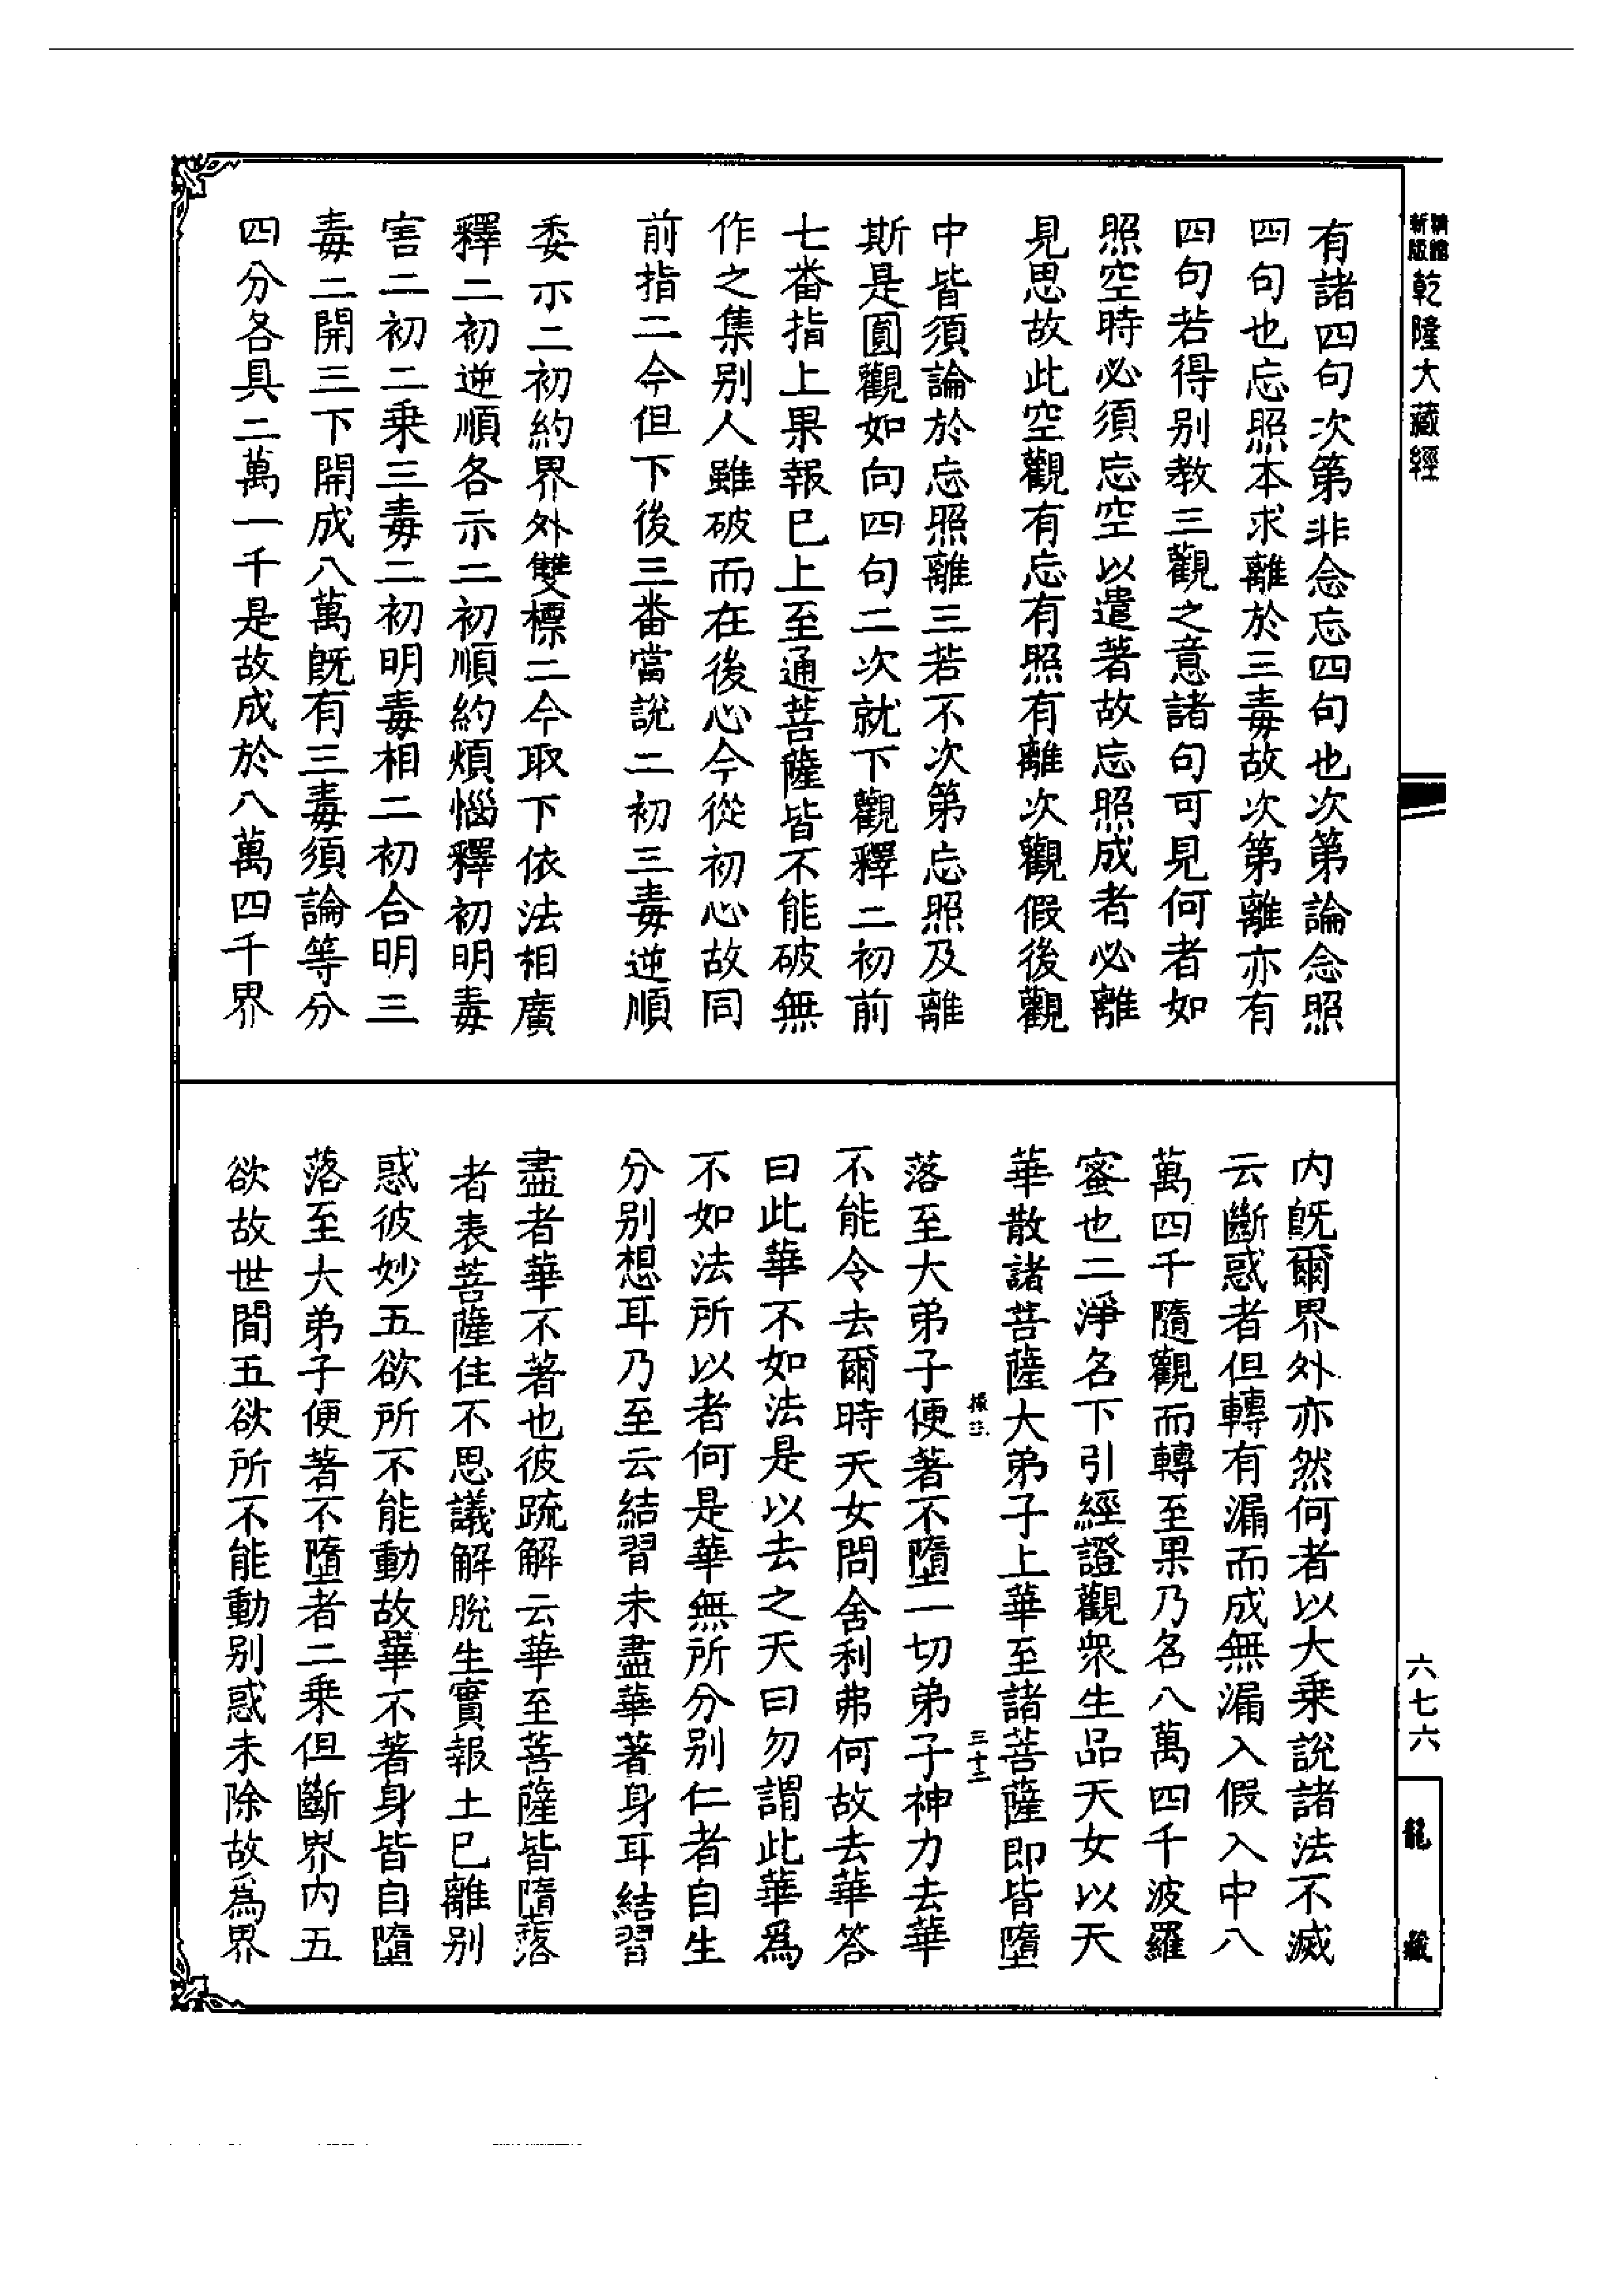 精龍
新版
乾隆大藏經
有諸四句次第非念忘四句也次第論念照
四句也忘照本求離於三毒故次第離亦有
四句若得別教三觀之意諸句可見何者如
照空時必須忘空以遣著故忘照成者必離
見思故此空觀有忘有照有離次觀假後觀
中皆須論於忘照離三若不次第忘照及離
斯是圓觀如向四句二次就下觀釋二初前
七番指上果報已上至通菩薩皆不能破無
作之集別人雖破而在後心今從初心故同
前指二今但下後三番當說二初三毒逆順
委示二初約界外雙標二今取下依法相廣
釋二初逆順各示二初順約煩惱釋初明毒
害二初二乘三毒二初明毒相二初合明三
毒二開三下開成八萬既有三毒須論等分
四分各具二萬一千是故成於八萬四千界
內既爾界外亦然何者以大乘說諸法不滅
云斷惑者但轉有漏而成無漏入假入中八
萬四千隨觀而轉至果乃名八萬四千波羅
蜜也二淨名下引經證觀眾生品天女以天
華散諸菩薩大弟子上華至諸菩薩即皆墮
三十二
落至大弟子便著不墮一切弟子神力去華
不能令去爾時天女問舍利弗何故去華答
曰此華不如法是以去之天曰勿謂此華為
不如法所以者何是華無所分別仁者自生
分別想耳乃至云結習未盡華著身耳結習
盡者華不著也彼疏解云華至菩薩皆墮落
者表菩薩住不思議解脫生實報土已離別
惑彼妙五欲所不能動故華不著身皆自墮
落至大弟子便著不墮者二乘但斷界內五
欲故世間五欲所不能動別惑未除故為界
六七六
龍藏